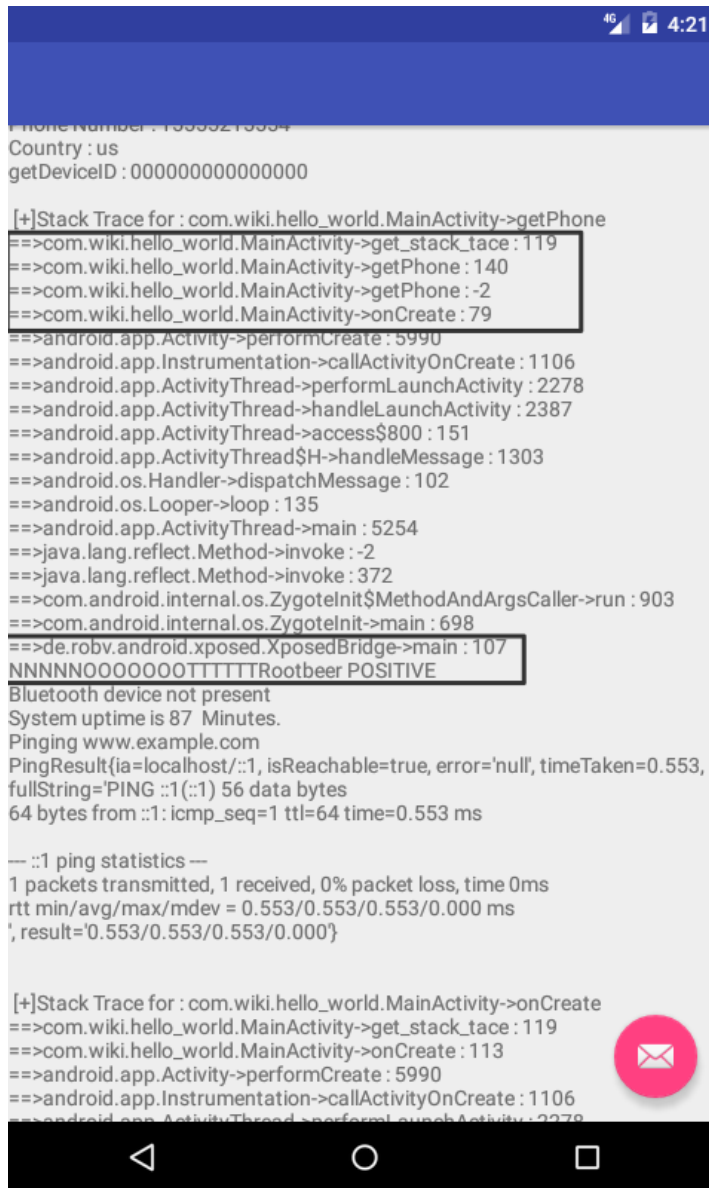 4G 4:21
Phone Number : 15555215554
Country : us
getDeviceID : 000000000000000
[+]Stack Trace for : com.wiki.hello_world.MainActivity->getPhone
==>com.wiki.hello_world.MainActivity->get_stack_tace : 119
==>com.wiki.hello_world.MainActivity->getPhone : 140
==>com.wiki.hello_world.MainActivity->getPhone : -2
==>com.wiki.hello_world.MainActivity->onCreate : 79
==>android.app.Activity->performCreate : 5990
==>android.app.Instrumentation->callActivityOnCreate : 1106
==>android.app.ActivityThread->performLaunchActivity : 2278
==>android.app.ActivityThread->handleLaunchActivity : 2387
==>android.app.ActivityThread->access$800 : 151
==>android.app.ActivityThread$H->handleMessage : 1303
==>android.os.Handler->dispatchMessage : 102
==>android.os.Looper->loop : 135
==>android.app.ActivityThread->main : 5254
==>java.lang.reflect.Method->invoke : -2
==>java.lang.reflect.Method->invoke : 372
==>com.android.internal.os.ZygoteInit$MethodAndArgsCaller->run : 903
==>com.android.internal.os.ZygoteInit->main : 698
==>de.robv.android.xposed.XposedBridge->main : 107
NNNNNOOOOOOOTTTTTTRootbeer POSITIVE
Bluetooth device not present
System uptime is 87 Minutes.
Pinging www.example.com
PingResult{ia=localhost/::1, isReachable=true, error='null', timeTaken=0.553,
fullString='PING ::1(::1) 56 data bytes
64 bytes from ::1: icmp_seq=1 ttl=64 time=0.553 ms
--- ::1 ping statistics ---
1 packets transmitted, 1 received, 0% packet loss, time 0ms
rtt min/avg/max/mdev = 0.553/0.553/0.553/0.000 ms
', result='0.553/0.553/0.553/0.000'}
[+]Stack Trace for : com.wiki.hello_world.MainActivity->onCreate
==>com.wiki.hello_world.MainActivity->get_stack_tace : 119
==>com.wiki.hello_world.MainActivity->onCreate : 113
==>android.app.Activity->performCreate : 5990
==>android.app.Instrumentation->callActivityOnCreate : 1106
==>android.app.ActivityThread->performLaunchActivity : 2278